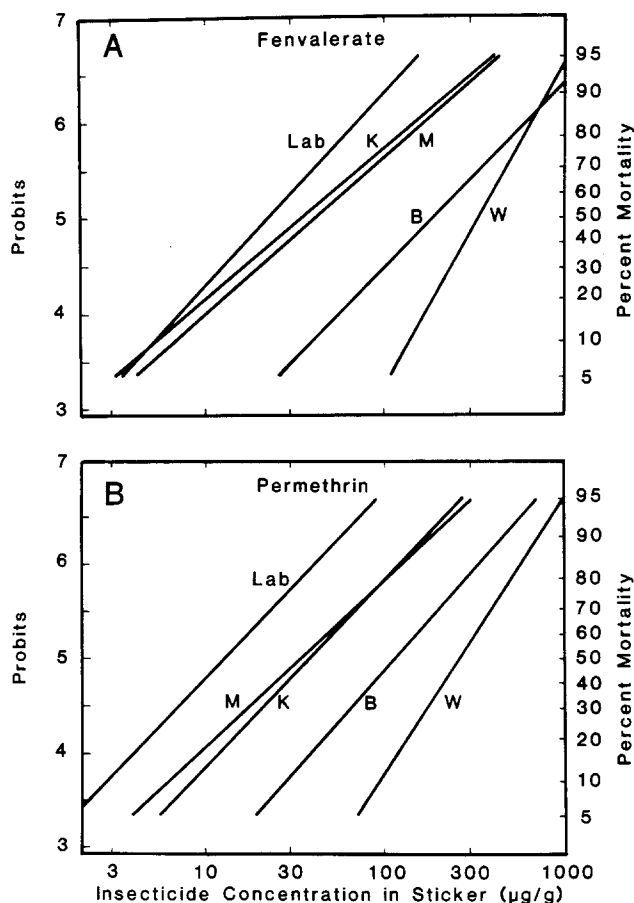 A
Fenvalerate
7
6
5
4
3
Probits
Lab
K
M
B
W
95
90
80
70
60
50
40
30
20
10
5
Percent Mortality
B
Permethrin
7
6
5
4
3
Probits
Lab
M
K
B
W
95
90
80
70
60
50
40
30
20
10
5
Percent Mortality
3 10 30 100 300 1000
Insecticide Concentration in Sticker (µg/g)